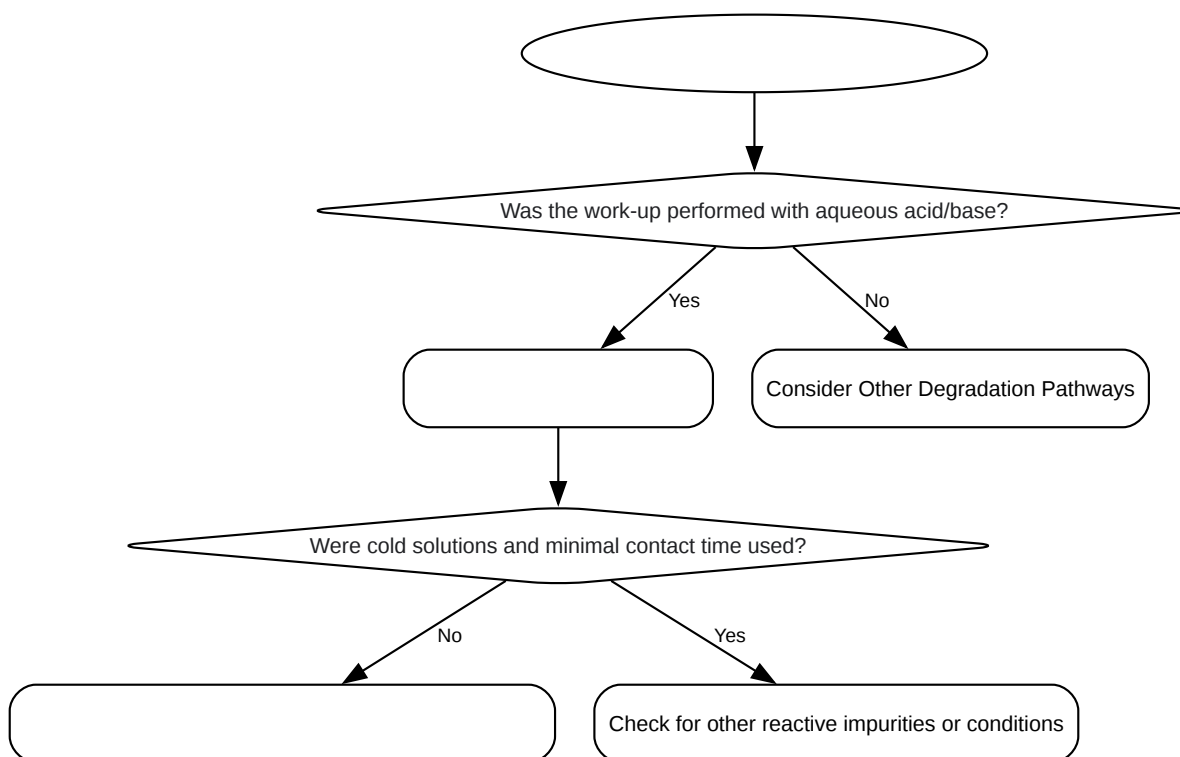 Was the work-up performed with aqueous acid/base?
Yes
No
Consider Other Degradation Pathways
Were cold solutions and minimal contact time used?
No
Yes
Check for other reactive impurities or conditions